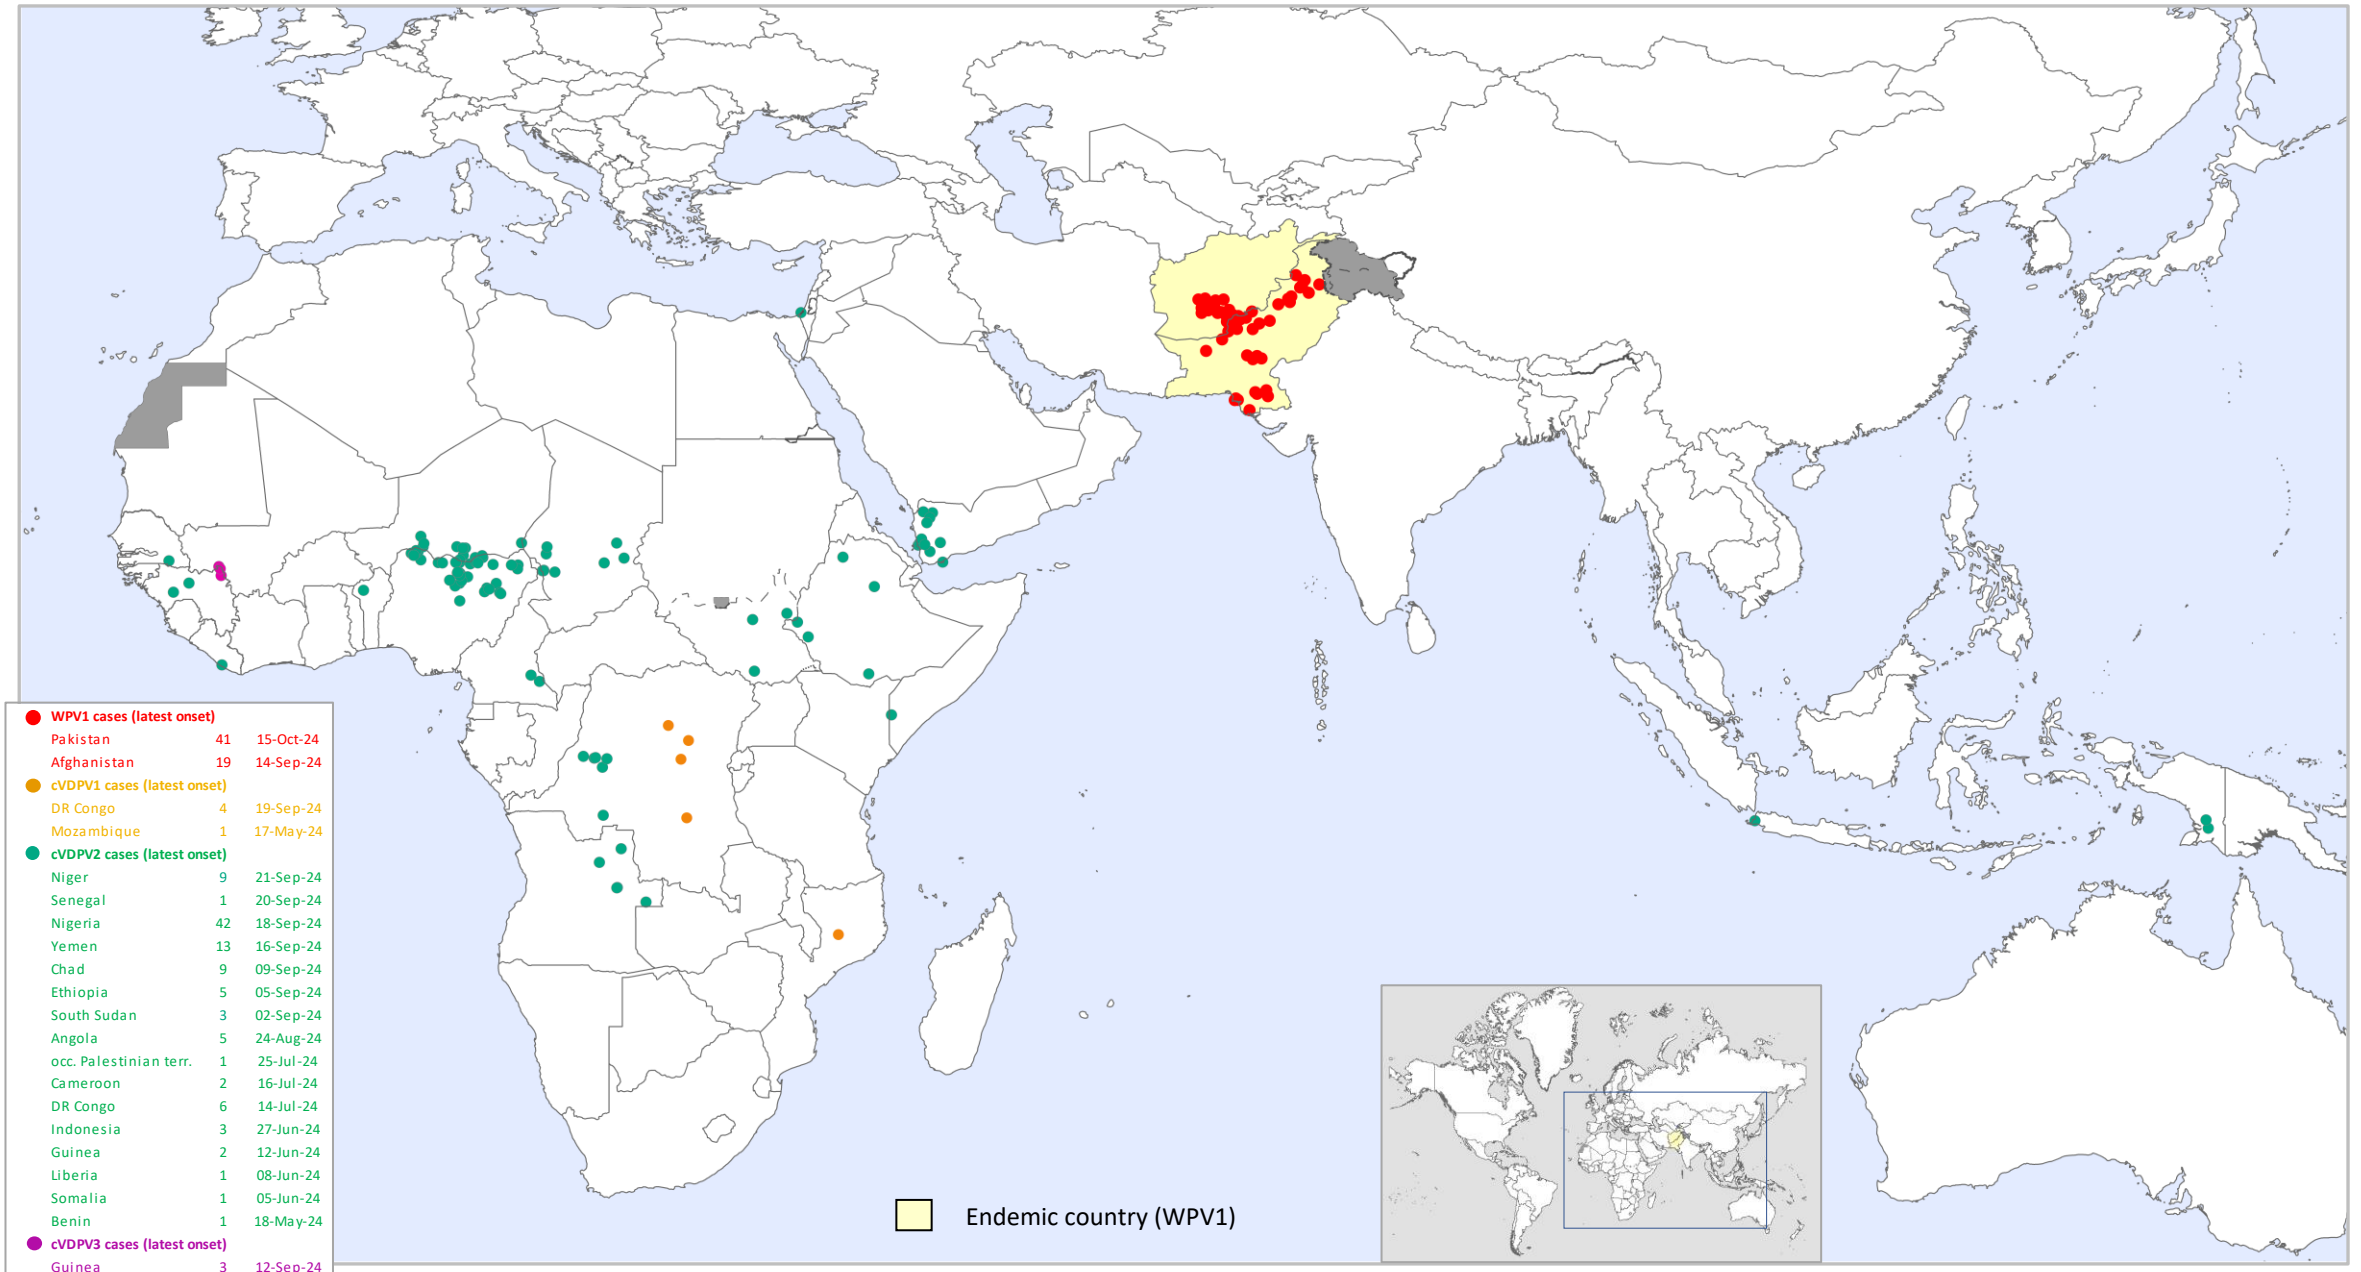 WPV1 cases (latest onset)
Pakistan 41 15-Oct-24
Afghanistan 19 14-Sep-24
cVDPV1 cases (latest onset)
DR Congo 4 19-Sep-24
Mozambique 1 17-May-24
cVDPV2 cases (latest onset)
Niger 9 21-Sep-24
Senegal 1 20-Sep-24
Nigeria 42 18-Sep-24
Yemen 13 16-Sep-24
Chad 9 09-Sep-24
Ethiopia 5 05-Sep-24
South Sudan 3 02-Sep-24
Angola 5 24-Aug-24
occ. Palestinian terr. 1 25-Jul-24
Cameroon 2 16-Jul-24
DR Congo 6 14-Jul-24
Indonesia 3 27-Jun-24
Guinea 2 12-Jun-24
Liberia 1 08-Jun-24
Somalia 1 05-Jun-24
Benin 1 18-May-24
cVDPV3 cases (latest onset)
Guinea 3 12-Sep-24
Endemic country (WPV1)